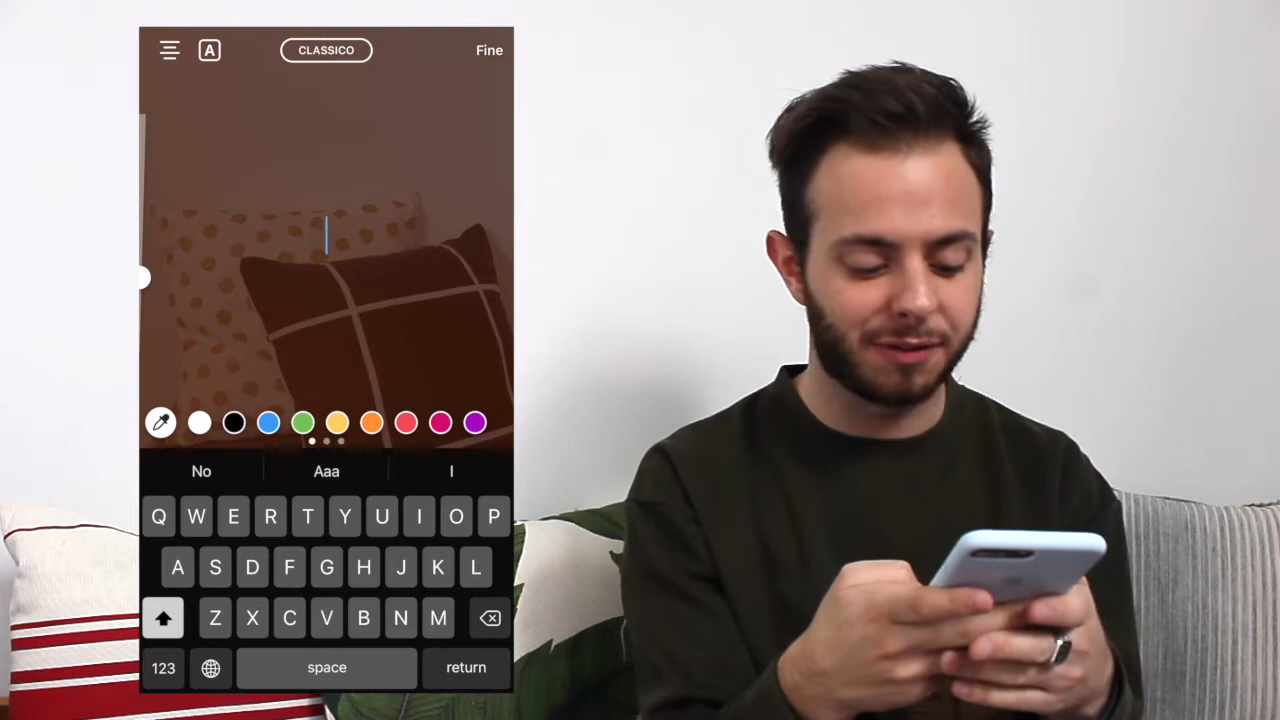 A CLASSICO Fine
No Aaa I
Q W E R T Y U I O P
A S D F G H J K L
Z X C V B N M
123 space return